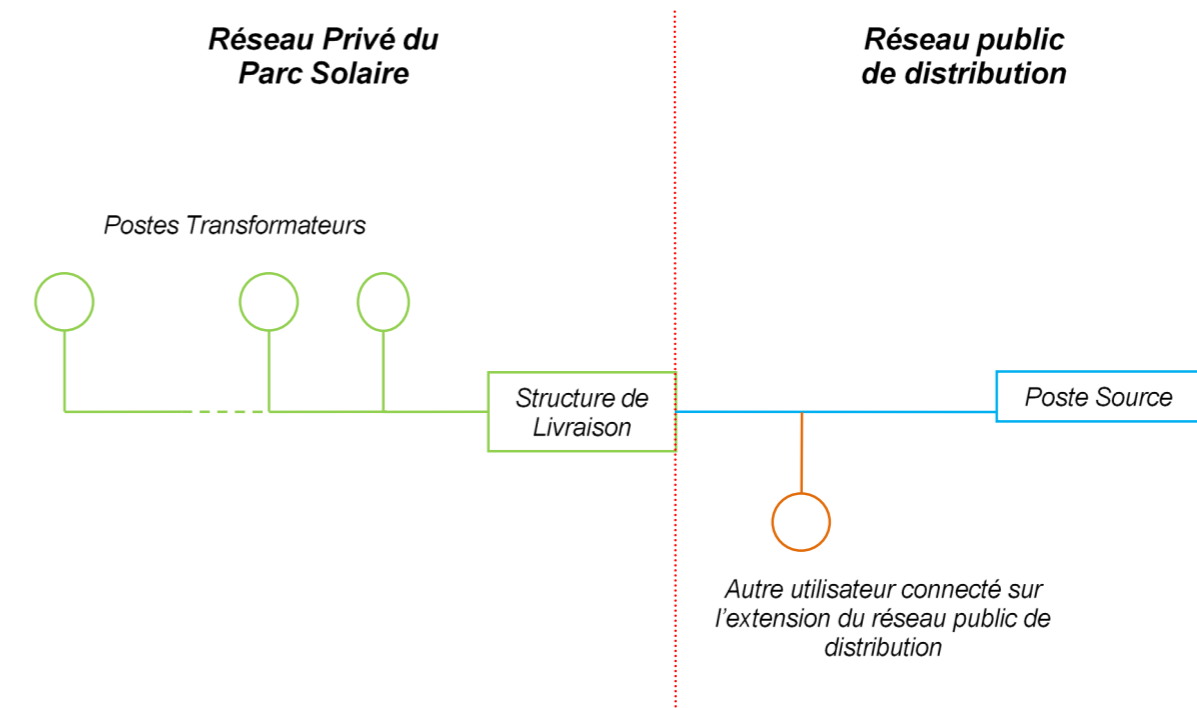 Réseau Privé du
Parc Solaire
Réseau public
de distribution
Postes Transformateurs
Structure de
Livraison
Poste Source
Autre utilisateur connecté sur
l'extension du réseau public de
distribution